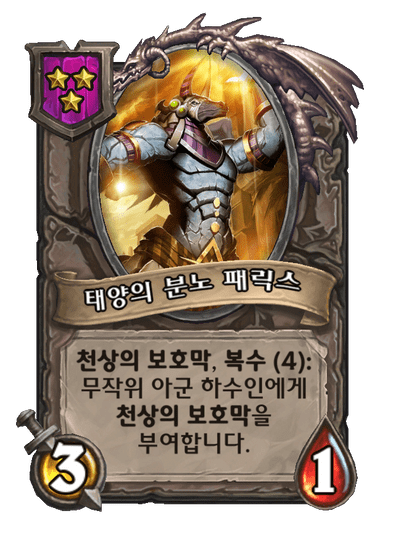 태양의 분노 패릭스
천상의 보호막, 복수 (4):
무작위 아군 하수인에게
천상의 보호막을
부여합니다.
3
1